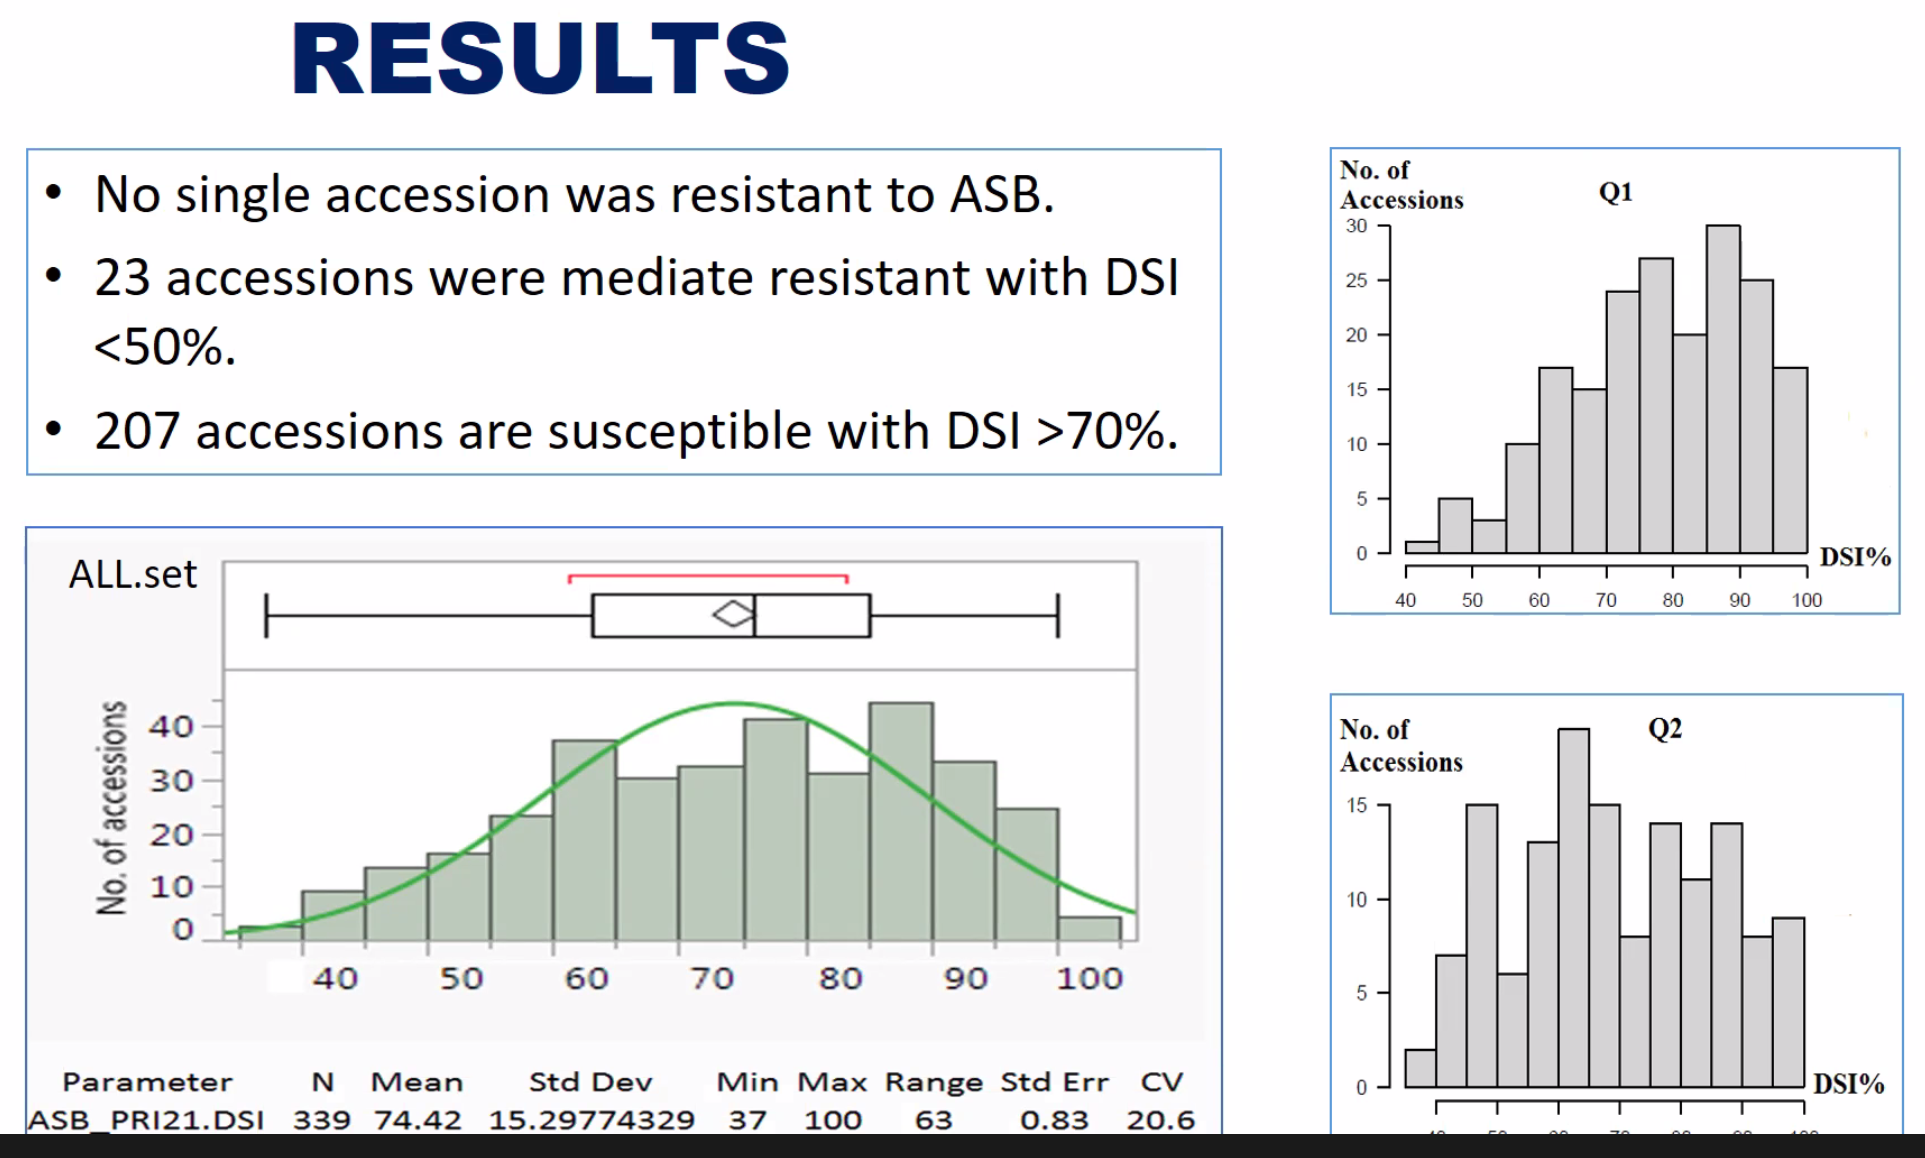 RESULTS
• No single accession was resistant to ASB.
• 23 accessions were mediate resistant with DSI
<50%.
• 207 accessions are susceptible with DSI >70%.
ALL.set
No. of accessions
40
30
20
10
0
40 50 60 70 80 90 100
Parameter N Mean Std Dev Min Max Range Std Err CV
ASB_PRI21.DSI 339 74.42 15.29774329 37 100 63 0.83 20.6
No. of
Accessions
Q1
30
25
20
15
10
5
0
DSI%
40 50 60 70 80 90 100
No. of
Accessions
Q2
15
10
5
0
DSI%